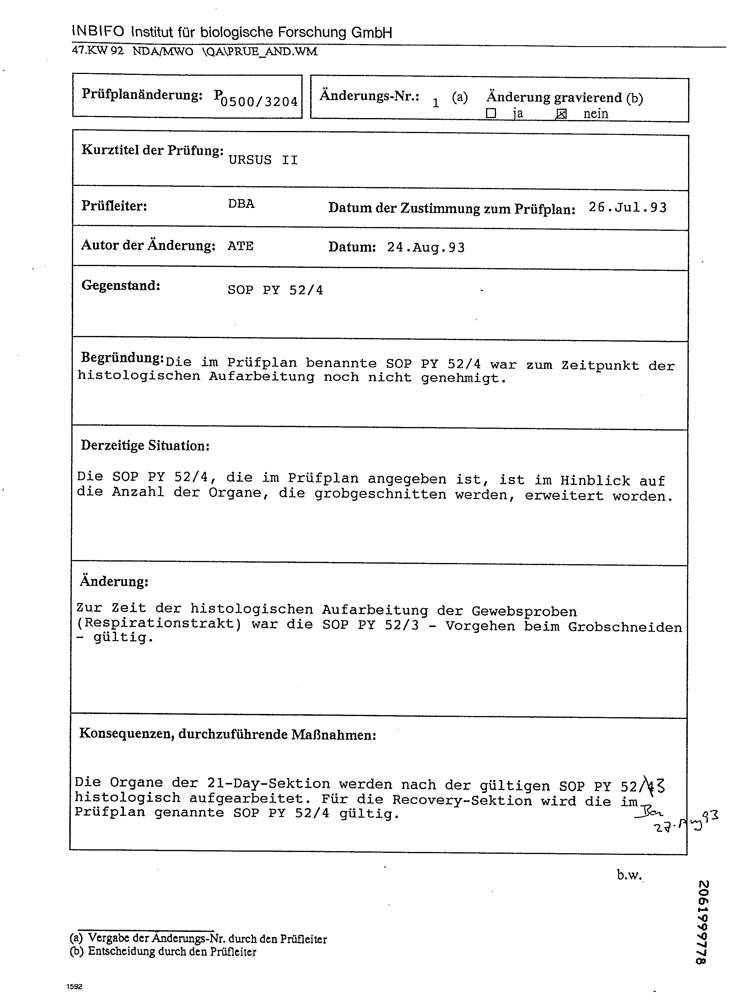 INBIFO Institut für biologische Forschung GmbH
47.KW 92 NDA/MWO \QA\PRUE_AND.WM
Prüfplanänderung: P0500/3204
Änderungs-Nr.: 1 (a) Änderung gravierend (b)
☐ ja ☒ nein
Kurztitel der Prüfung: URSUS II
Prüfleiter: DBA Datum der Zustimmung zum Prüfplan: 26.Jul.93
Autor der Änderung: ATE Datum: 24.Aug.93
Gegenstand: SOP PY 52/4
Begründung: Die im Prüfplan benannte SOP PY 52/4 war zum Zeitpunkt der
histologischen Aufarbeitung noch nicht genehmigt.
Derzeitige Situation:
Die SOP PY 52/4, die im Prüfplan angegeben ist, ist im Hinblick auf
die Anzahl der Organe, die grobgeschnitten werden, erweitert worden.
Änderung:
Zur Zeit der histologischen Aufarbeitung der Gewebsproben
(Respirationstrakt) war die SOP PY 52/3 - Vorgehen beim Grobschneiden
- gültig.
Konsequenzen, durchzuführende Maßnahmen:
Die Organe der 21-Day-Sektion werden nach der gültigen SOP PY 52/3
histologisch aufgearbeitet. Für die Recovery-Sektion wird die im
Prüfplan genannte SOP PY 52/4 gültig.
27. Aug 93
b.w.
2061999778
(a) Vergabe der Änderungs-Nr. durch den Prüfleiter
(b) Entscheidung durch den Prüfleiter
1592